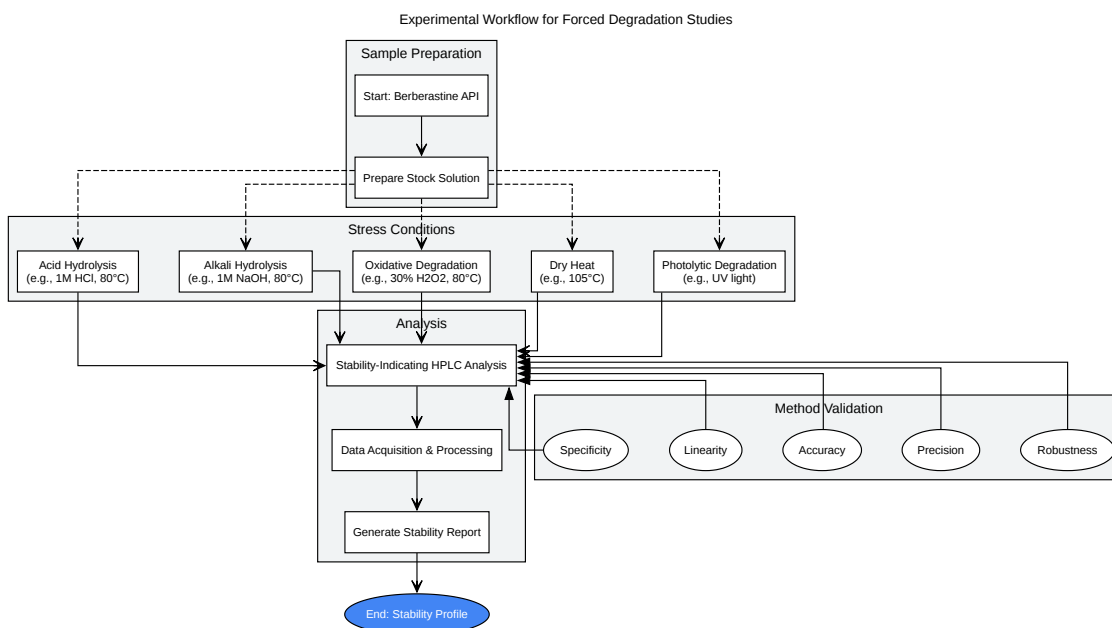 Experimental Workflow for Forced Degradation Studies
Sample Preparation
Start: Berberastine API
Prepare Stock Solution
Stress Conditions
Acid Hydrolysis
(e.g., 1M HCl, 80°C)
Alkali Hydrolysis
(e.g., 1M NaOH, 80°C)
Oxidative Degradation
(e.g., 30% H2O2, 80°C)
Dry Heat
(e.g., 105°C)
Photolytic Degradation
(e.g., UV light)
Analysis
Stability-Indicating HPLC Analysis
Method Validation
Specificity
Linearity
Accuracy
Precision
Robustness
Data Acquisition & Processing
Generate Stability Report
End: Stability Profile